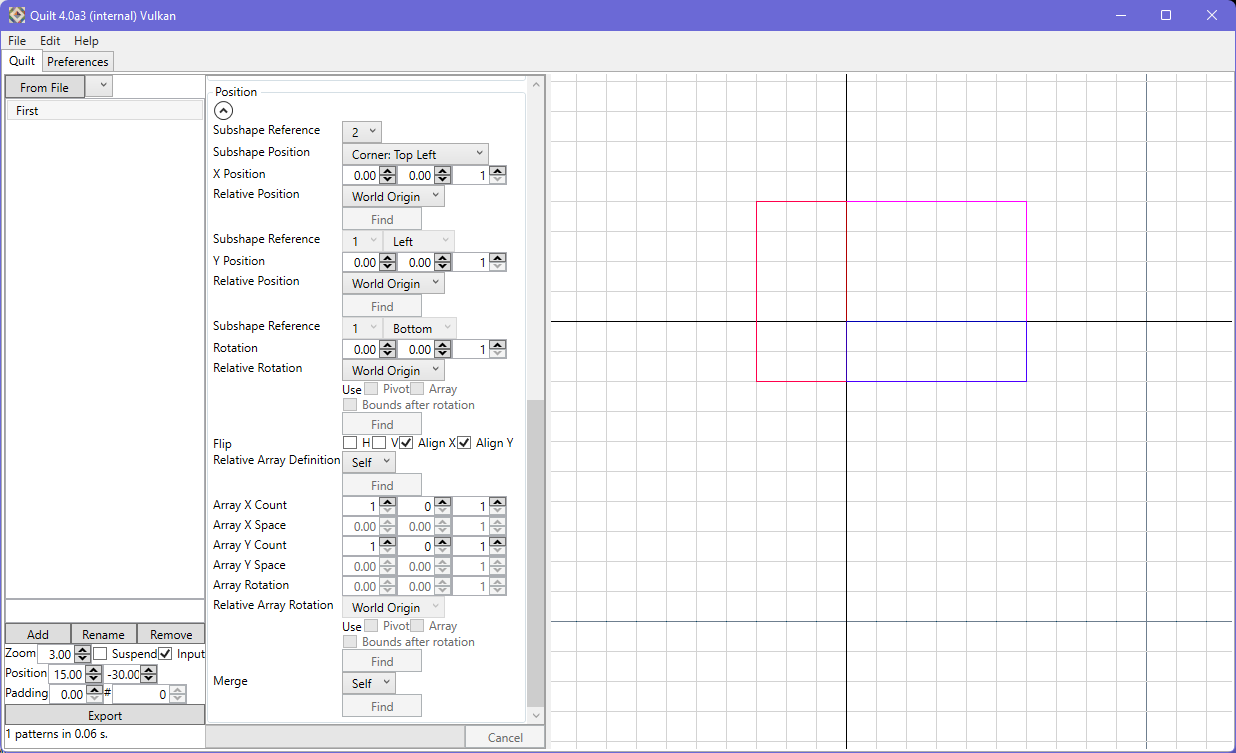 Quilt 4.0a3 (internal) Vulkan
File Edit Help
Quilt Preferences
From File
First
Position
Subshape Reference 2
Subshape Position Corner: Top Left
X Position 0.00 0.00 1
Relative Position World Origin
Find
Subshape Reference 1 Left
Y Position 0.00 0.00 1
Relative Position World Origin
Find
Subshape Reference 1 Bottom
Rotation 0.00 0.00 1
Relative Rotation World Origin
Use Pivot Array
Bounds after rotation
Find
Flip H V Align X Align Y
Relative Array Definition Self
Find
Array X Count 1 0 1
Array X Space 0.00 0.00 1
Array Y Count 1 0 1
Array Y Space 0.00 0.00 1
Array Rotation 0.00 0.00 1
Relative Array Rotation World Origin
Use Pivot Array
Bounds after rotation
Find
Merge Self
Find
Cancel
Add Rename Remove
Zoom 3.00 Suspend Input
Position 15.00 -30.00
Padding 0.00 # 0
Export
1 patterns in 0.06 s.